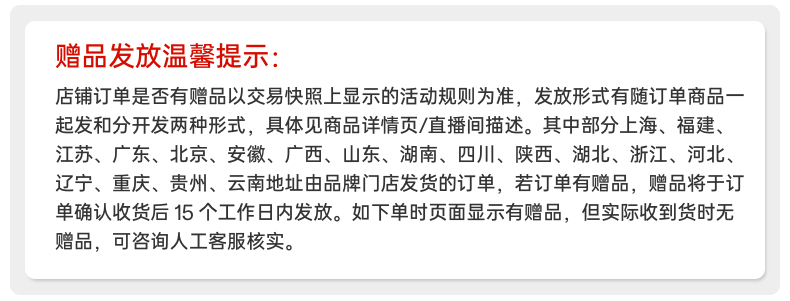 赠品发放温馨提示：
店铺订单是否有赠品以交易快照上显示的活动规则为准，发放形式有随订单商品一
起发和分开发两种形式，具体见商品详情页/直播间描述。其中部分上海、福建、
江苏、广东、北京、安徽、广西、山东、湖南、四川、陕西、湖北、浙江、河北、
辽宁、重庆、贵州、云南地址由品牌门店发货的订单，若订单有赠品，赠品将于订
单确认收货后 15 个工作日内发放。如下单时页面显示有赠品，但实际收到货时无
赠品，可咨询人工客服核实。